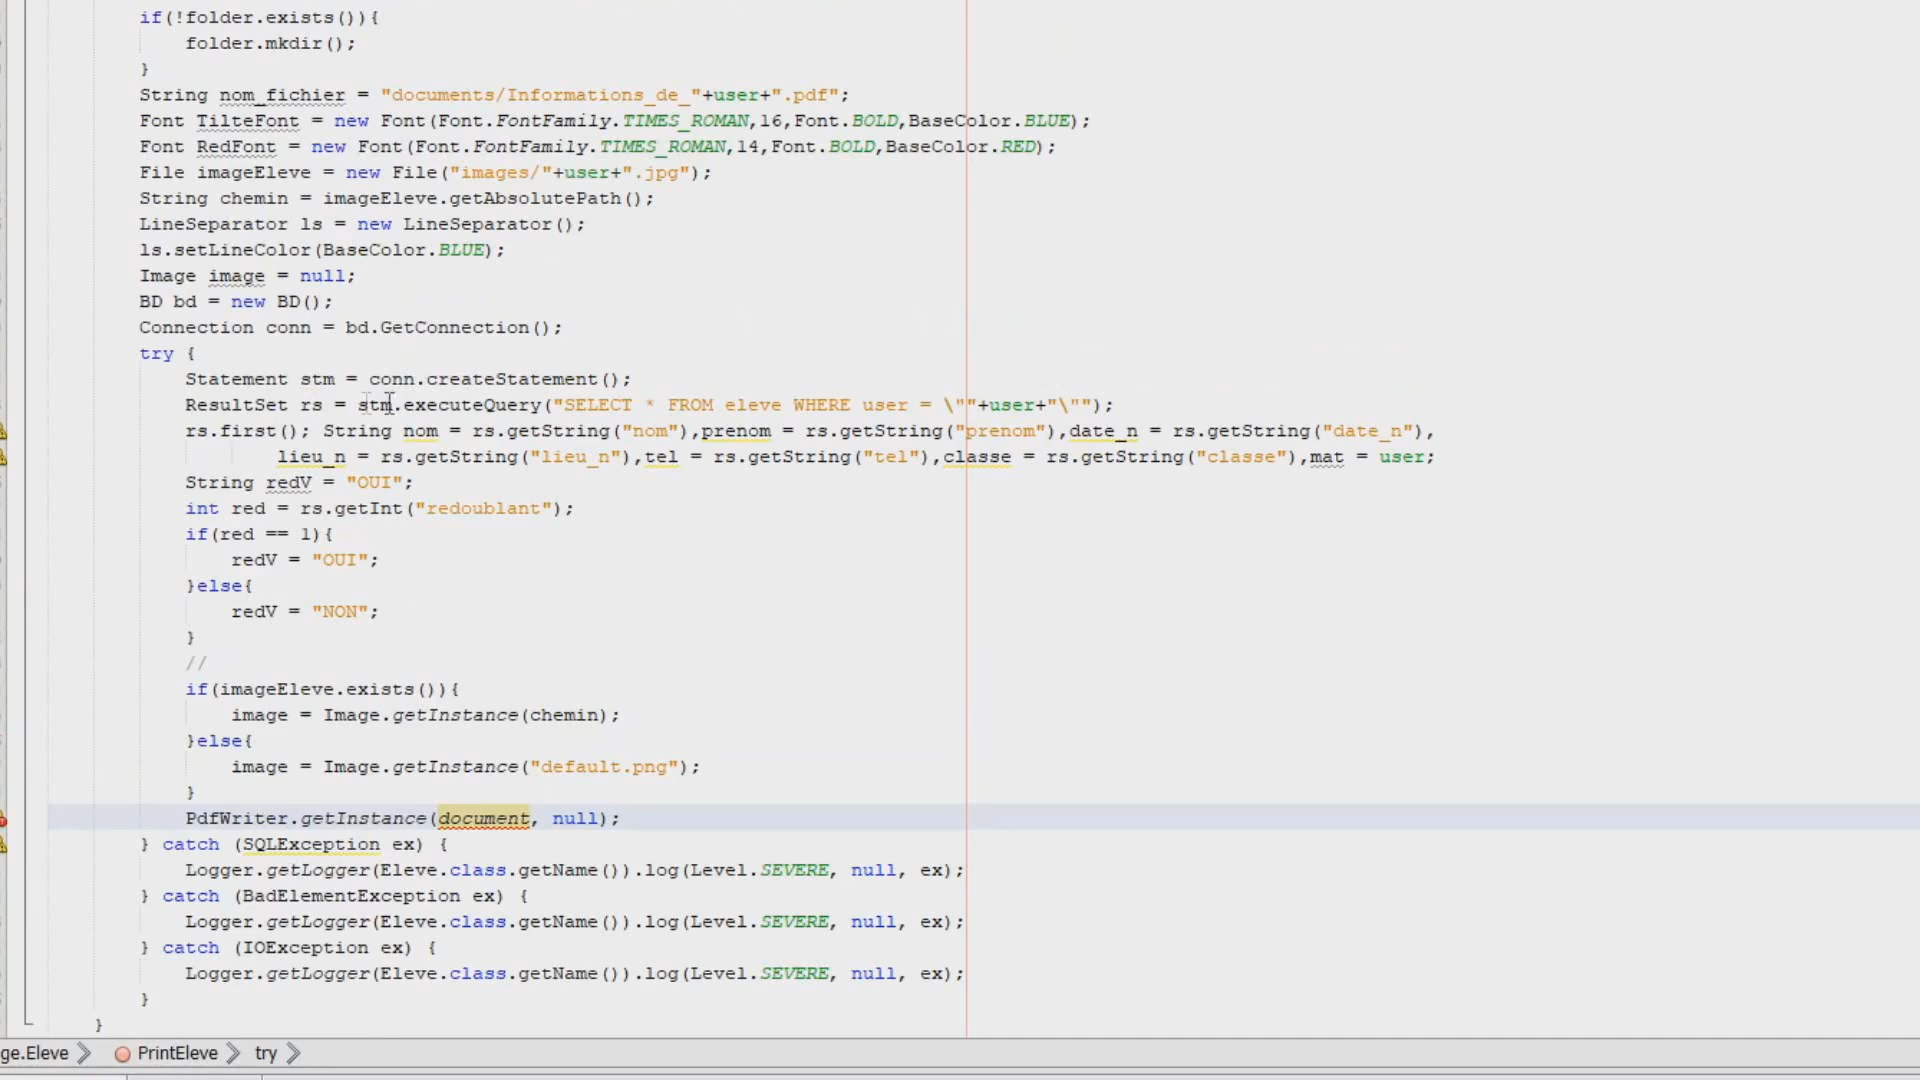 if(!folder.exists()){
folder.mkdir();
}
String nom_fichier = "documents/Informations_de_"+user+".pdf";
Font TilteFont = new Font(Font.FontFamily.TIMES_ROMAN,16,Font.BOLD,BaseColor.BLUE);
Font RedFont = new Font(Font.FontFamily.TIMES_ROMAN,14,Font.BOLD,BaseColor.RED);
File imageEleve = new File("images/"+user+".jpg");
String chemin = imageEleve.getAbsolutePath();
LineSeparator ls = new LineSeparator();
ls.setLineColor(BaseColor.BLUE);
Image image = null;
BD bd = new BD();
Connection conn = bd.GetConnection();
try {
Statement stm = conn.createStatement();
ResultSet rs = stm.executeQuery("SELECT * FROM eleve WHERE user = \""+user+"\"");
rs.first(); String nom = rs.getString("nom"),prenom = rs.getString("prenom"),date_n = rs.getString("date_n"),
lieu_n = rs.getString("lieu_n"),tel = rs.getString("tel"),classe = rs.getString("classe"),mat = user;
String redV = "OUI";
int red = rs.getInt("redoublant");
if(red == 1){
redV = "OUI";
}else{
redV = "NON";
}
//
if(imageEleve.exists()){
image = Image.getInstance(chemin);
}else{
image = Image.getInstance("default.png");
}
PdfWriter.getInstance(document, null);
} catch (SQLException ex) {
Logger.getLogger(Eleve.class.getName()).log(Level.SEVERE, null, ex);
} catch (BadElementException ex) {
Logger.getLogger(Eleve.class.getName()).log(Level.SEVERE, null, ex);
} catch (IOException ex) {
Logger.getLogger(Eleve.class.getName()).log(Level.SEVERE, null, ex);
}
}
ge.Eleve PrintEleve try